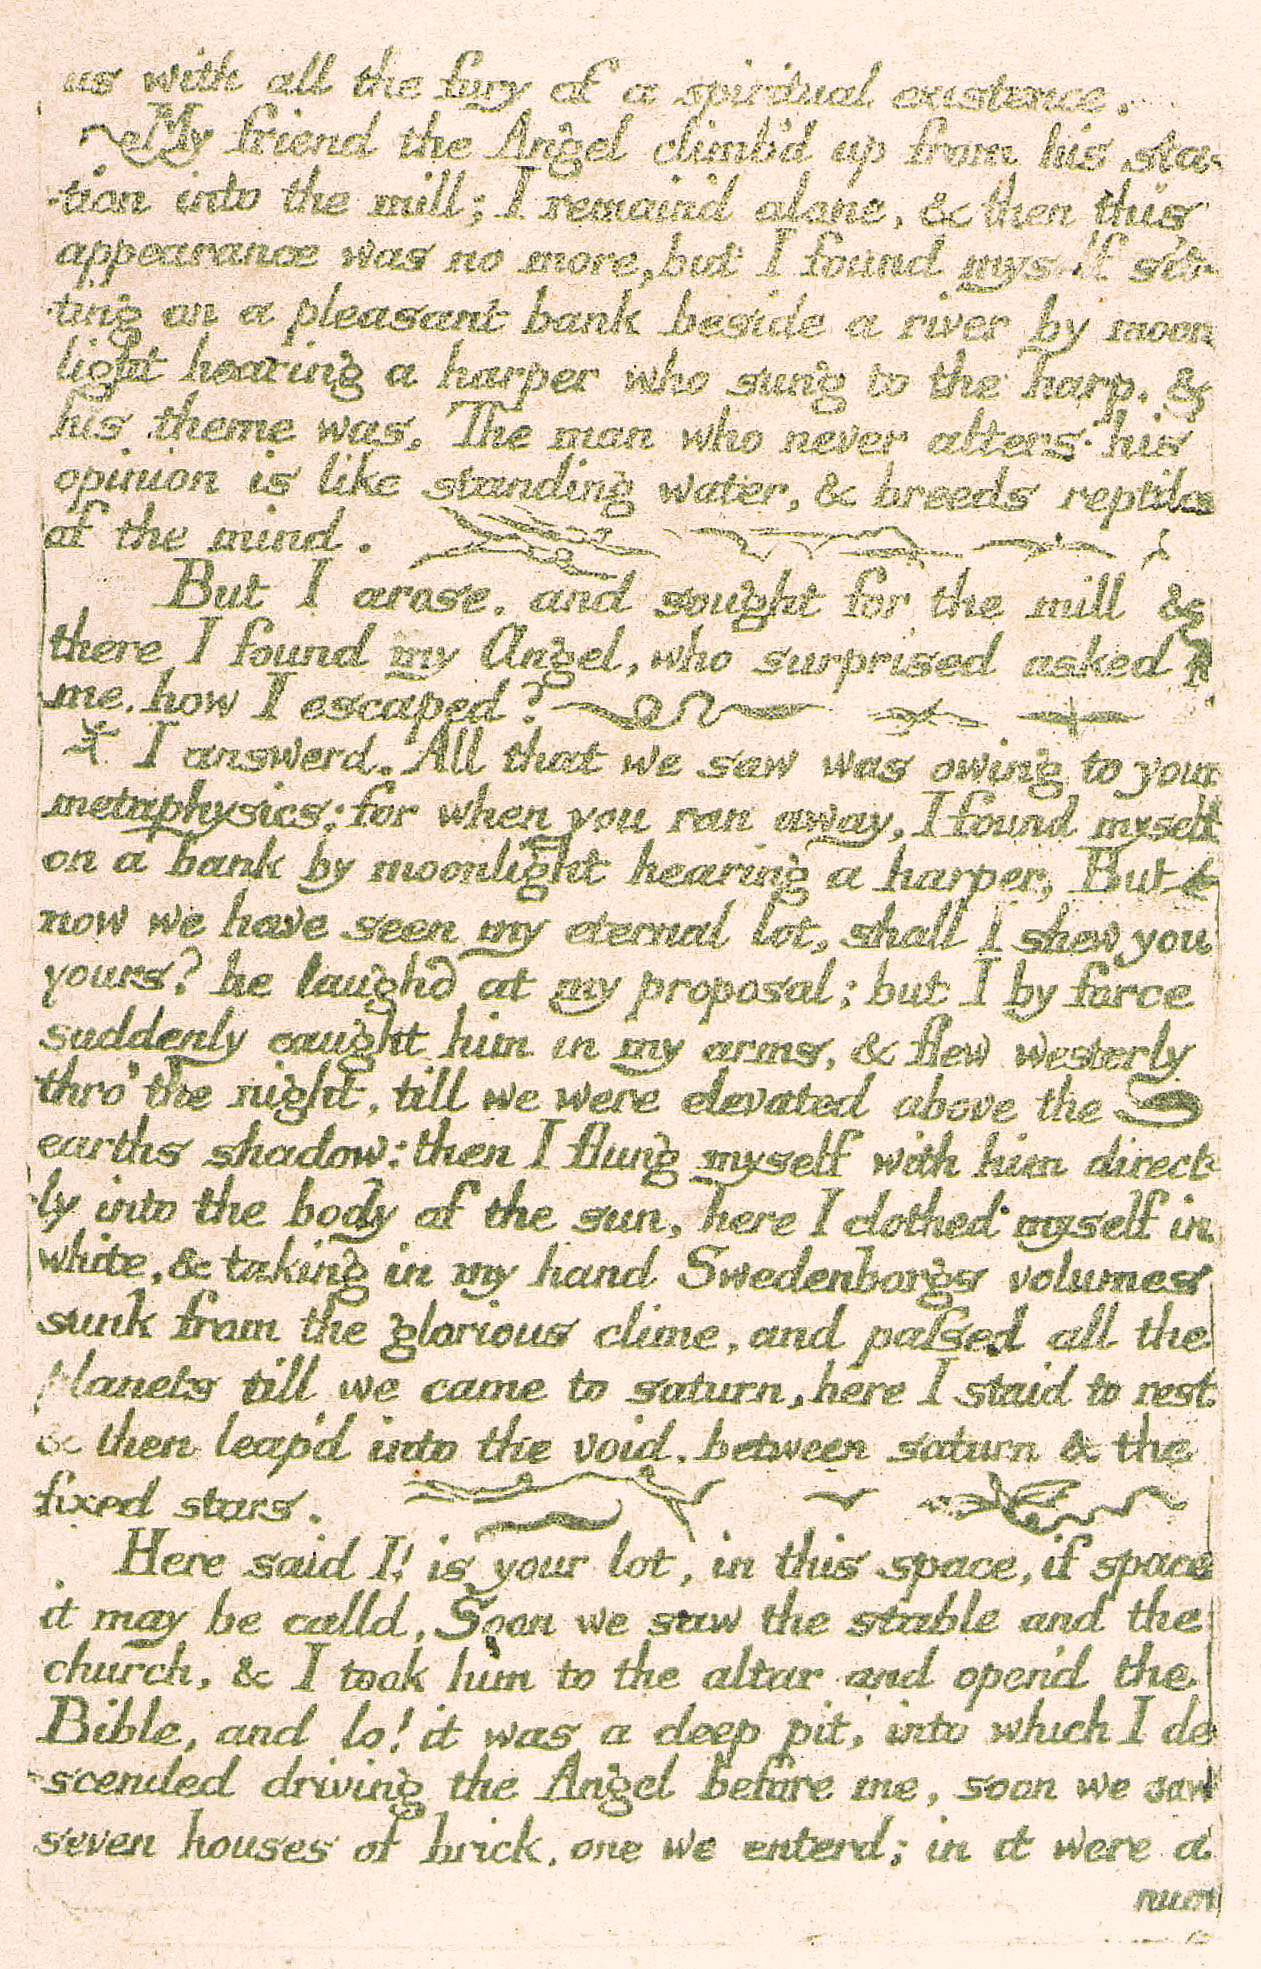 us with all the fury of a spiritual existence.
My friend the Angel climb'd up from his sta-
-tion into the mill; I remain'd alone, & then this
appearance was no more, but I found myself sit-
-ting on a pleasant bank beside a river by moon
light hearing a harper who sung to the harp. &
his theme was, The man who never alters his
opinion is like standing water, & breeds reptiles
of the mind.
But I arose, and sought for the mill &
there I found my Angel, who surprised asked
me, how I escaped?
I answerd. All that we saw was owing to your
metaphysics; for when you ran away, I found myself
on a bank by moonlight hearing a harper, But
now we have seen my eternal lot, shall I shew you
yours? he laughd at my proposal; but I by force
suddenly caught him in my arms, & flew westerly
thro' the night, till we were elevated above the
earths shadow: then I flung myself with him direct-
-ly into the body of the sun, here I clothed myself in
white, & taking in my hand Swedenborgs volumes
sunk from the glorious clime, and paſsed all the
planets till we came to saturn, here I staid to rest
& then leap'd into the void, between saturn & the
fixed stars.
Here said I! is your lot, in this space, if space
it may be calld, Soon we saw the stable and the
church, & I took him to the altar and open'd the
Bible, and lo! it was a deep pit, into which I de
-scended driving the Angel before me, soon we saw
seven houses of brick, one we enterd; in it were a
num